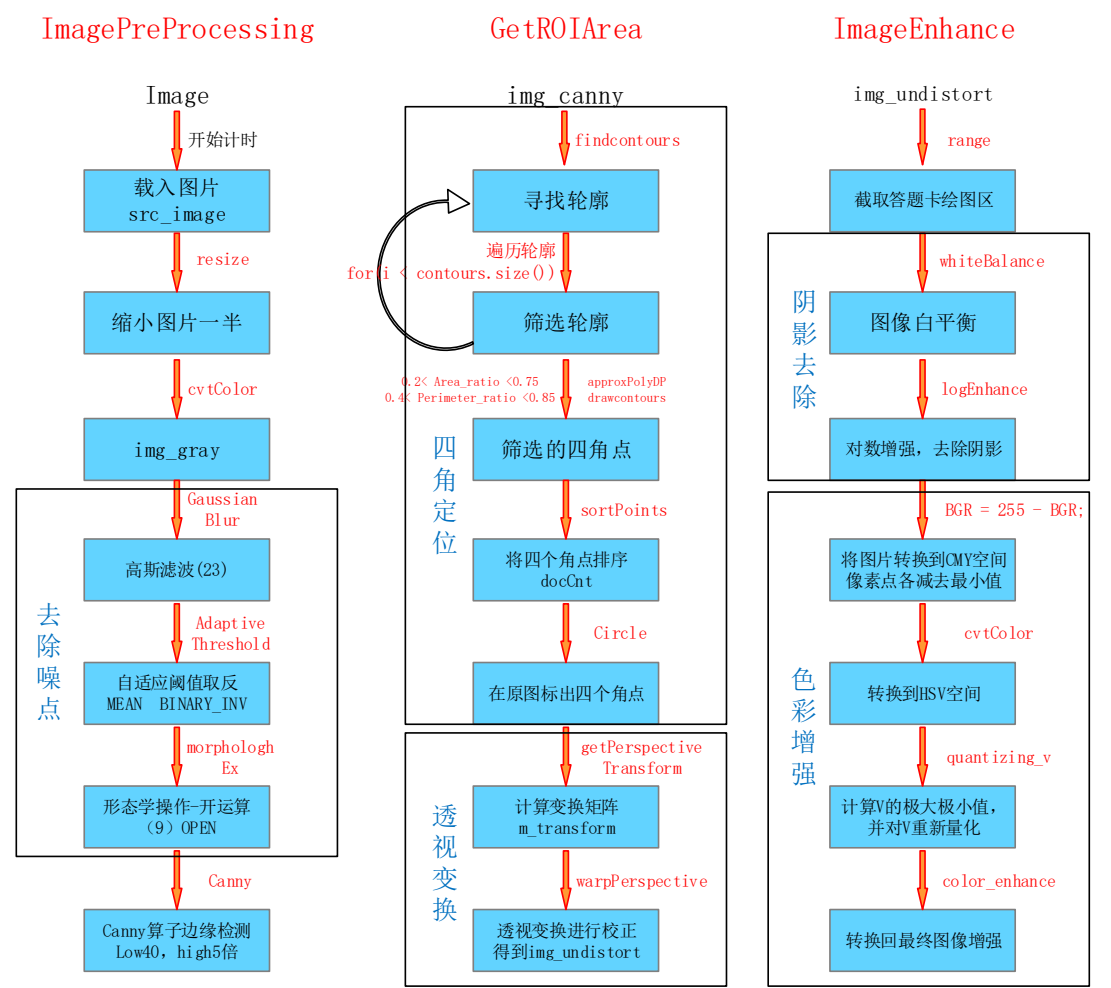 ImagePreProcessing
Image
开始计时
载入图片
src_image
resize
缩小图片一半
cvtColor
img_gray
Gaussian
Blur
高斯滤波(23)
Adaptive
Threshold
去除噪点
自适应阈值取反
MEAN BINARY_INV
morphologh
Ex
形态学操作-开运算
（9）OPEN
Canny
Canny算子边缘检测
Low40，high5倍
GetROIArea
img_canny
findcontours
寻找轮廓
遍历轮廓
for(i < contours.size())
筛选轮廓
0.2< Area_ratio <0.75
0.4< Perimeter_ratio <0.85
approxPolyDP
drawcontours
四角定位
筛选的四角点
sortPoints
将四个角点排序
docCnt
Circle
在原图标出四个角点
getPerspective
Transform
透视变换
计算变换矩阵
m_transform
warpPerspective
透视变换进行校正
得到img_undistort
ImageEnhance
img_undistort
range
截取答题卡绘图区
whiteBalance
阴影去除
图像白平衡
logEnhance
对数增强，去除阴影
BGR = 255 - BGR;
将图片转换到CMY空间
像素点各减去最小值
cvtColor
色彩增强
转换到HSV空间
quantizing_v
计算V的极大极小值，
并对V重新量化
color_enhance
转换回最终图像增强